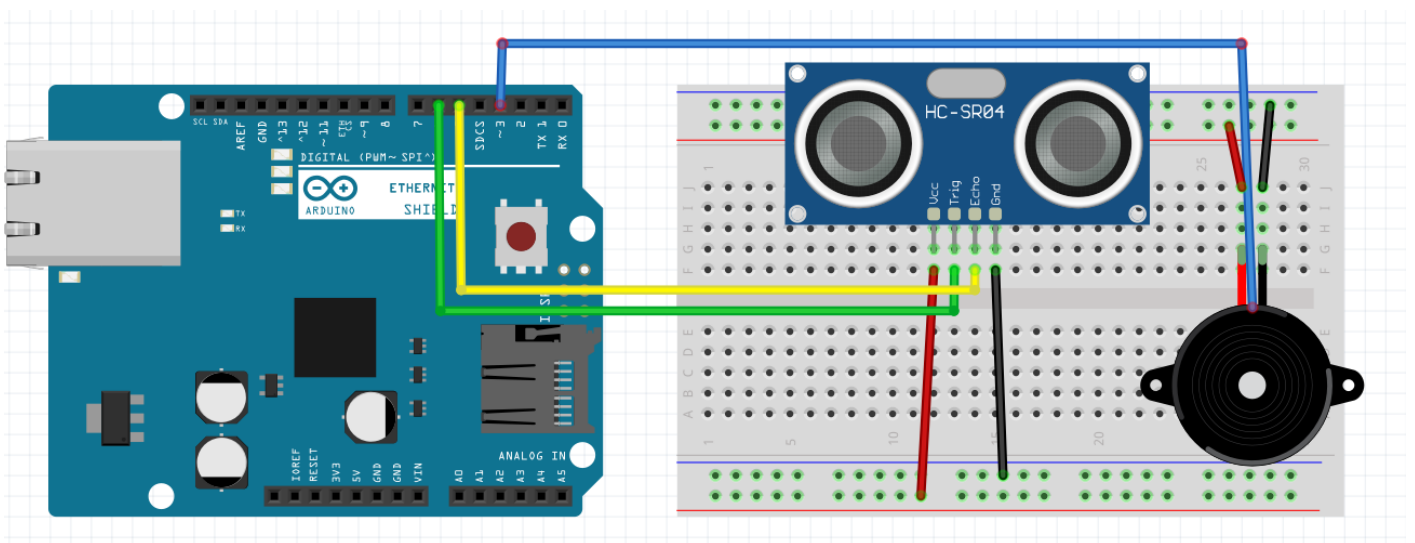 SCL
SDA
AREF
GND
^13
^12
~11
~9
8
7
SDCS
~3
2
TX 1
RX 0
DIGITAL (PWM~ SPI^)
ARDUINO
ETHERNET
SHIELD
TX
RX
ANALOG IN
IOREF
RESET
3V3
5V
GND
GND
VIN
A0
A1
A2
A3
A4
A5
HC-SR04
Vcc
Trig
Echo
Gnd
1
25
30
J
I
H
G
F
J
I
H
G
F
E
D
C
B
A
E
1
5
10
15
20